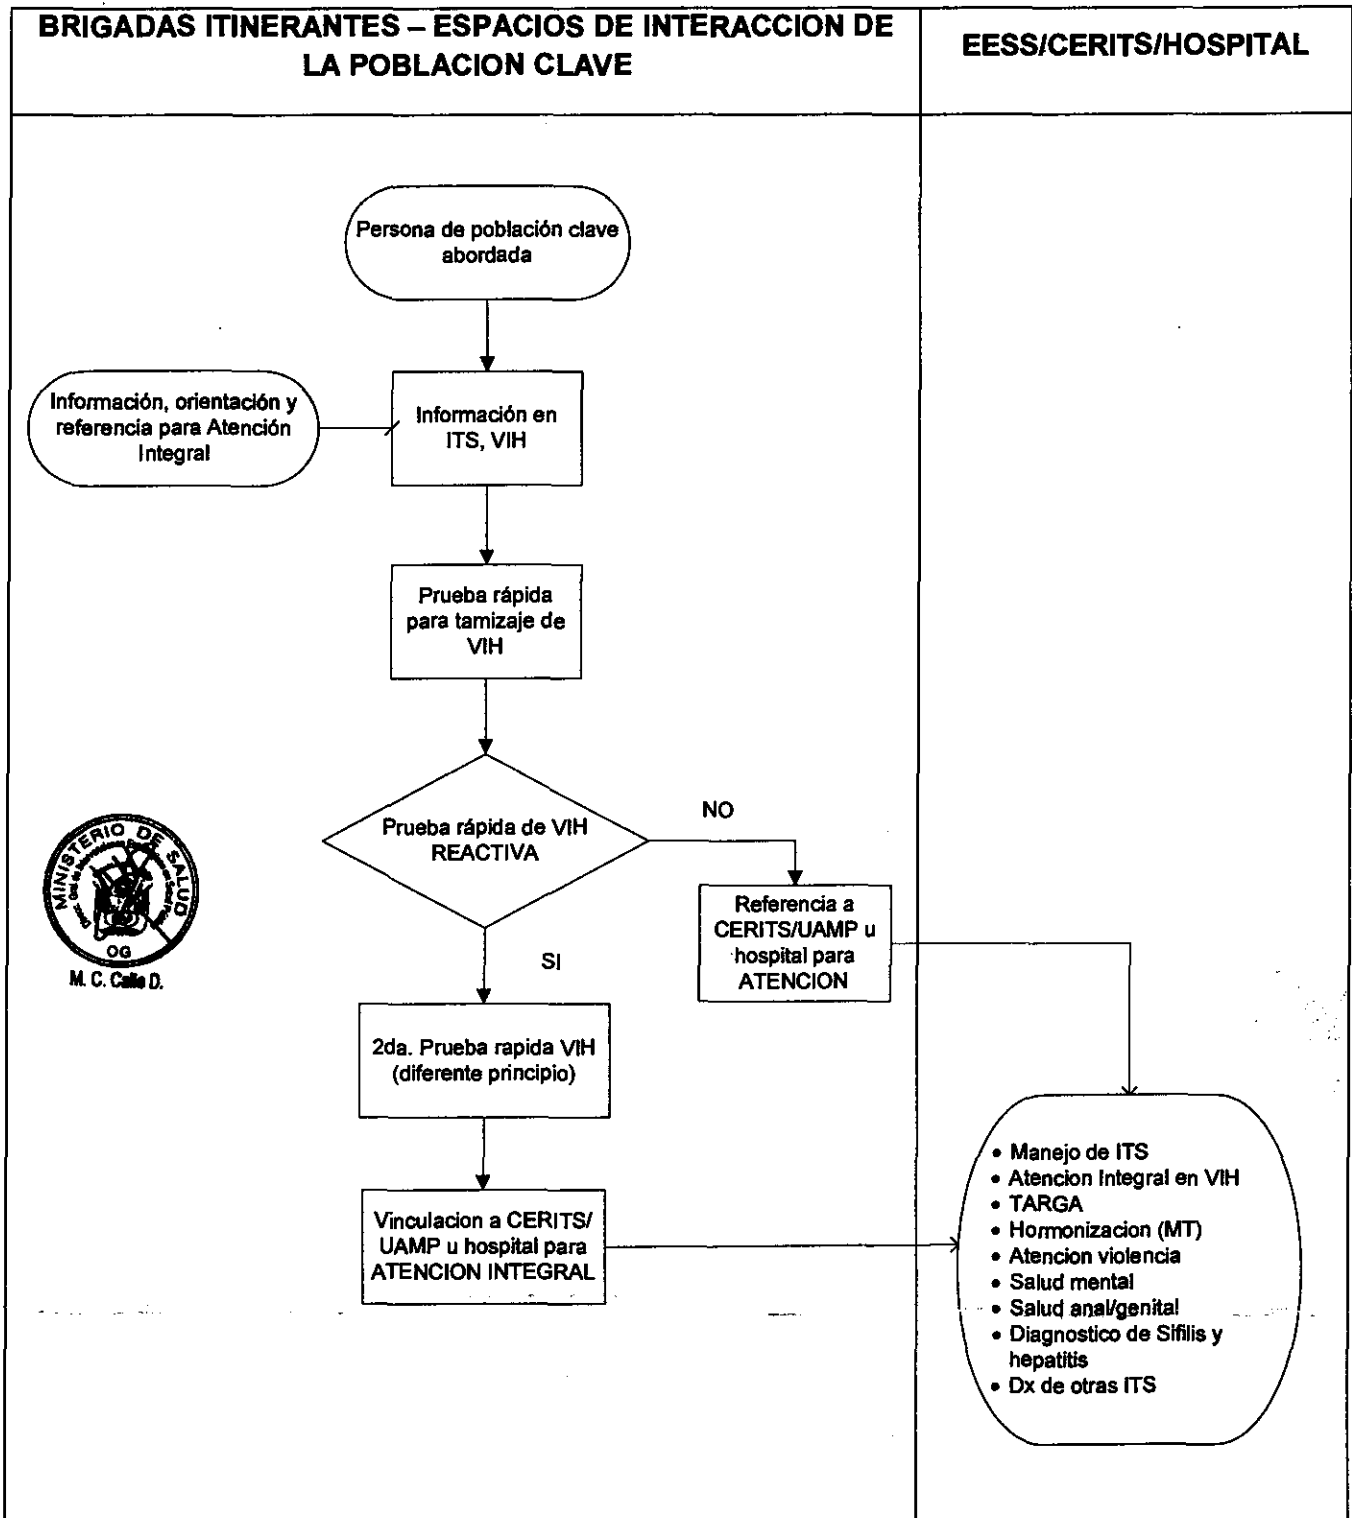 BRIGADAS ITINERANTES – ESPACIOS DE INTERACCION DE
LA POBLACION CLAVE
EESS/CERITS/HOSPITAL
Persona de población clave
abordada
Información, orientación y
referencia para Atención
Integral
Información en
ITS, VIH
Prueba rápida
para tamizaje de
VIH
Prueba rápida de VIH
REACTIVA
NO
SI
Referencia a
CERITS/UAMP u
hospital para
ATENCION
2da. Prueba rapida VIH
(diferente principio)
Vinculacion a CERITS/
UAMP u hospital para
ATENCION INTEGRAL
• Manejo de ITS
• Atencion Integral en VIH
• TARGA
• Hormonizacion (MT)
• Atencion violencia
• Salud mental
• Salud anal/genital
• Diagnostico de Sifilis y
hepatitis
• Dx de otras ITS
MINISTERIO DE SALUD
OG
M. C. Calle D.